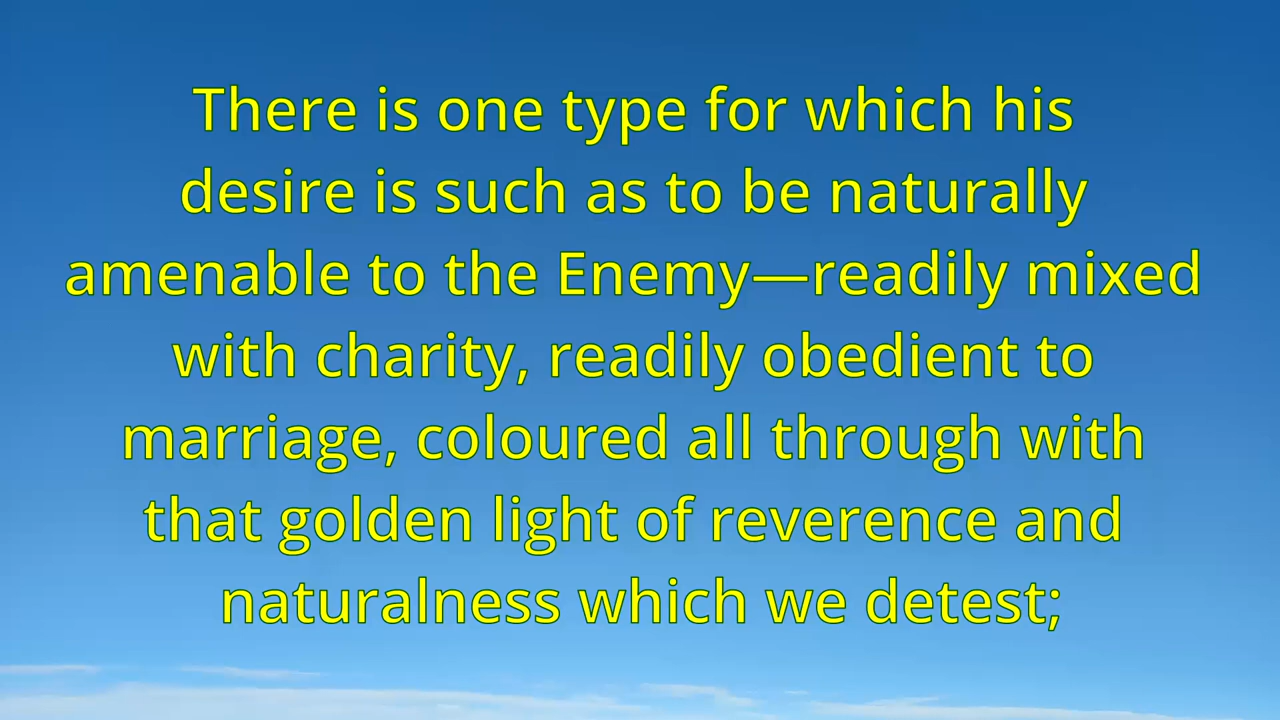 There is one type for which his
desire is such as to be naturally
amenable to the Enemy—readily mixed
with charity, readily obedient to
marriage, coloured all through with
that golden light of reverence and
naturalness which we detest;